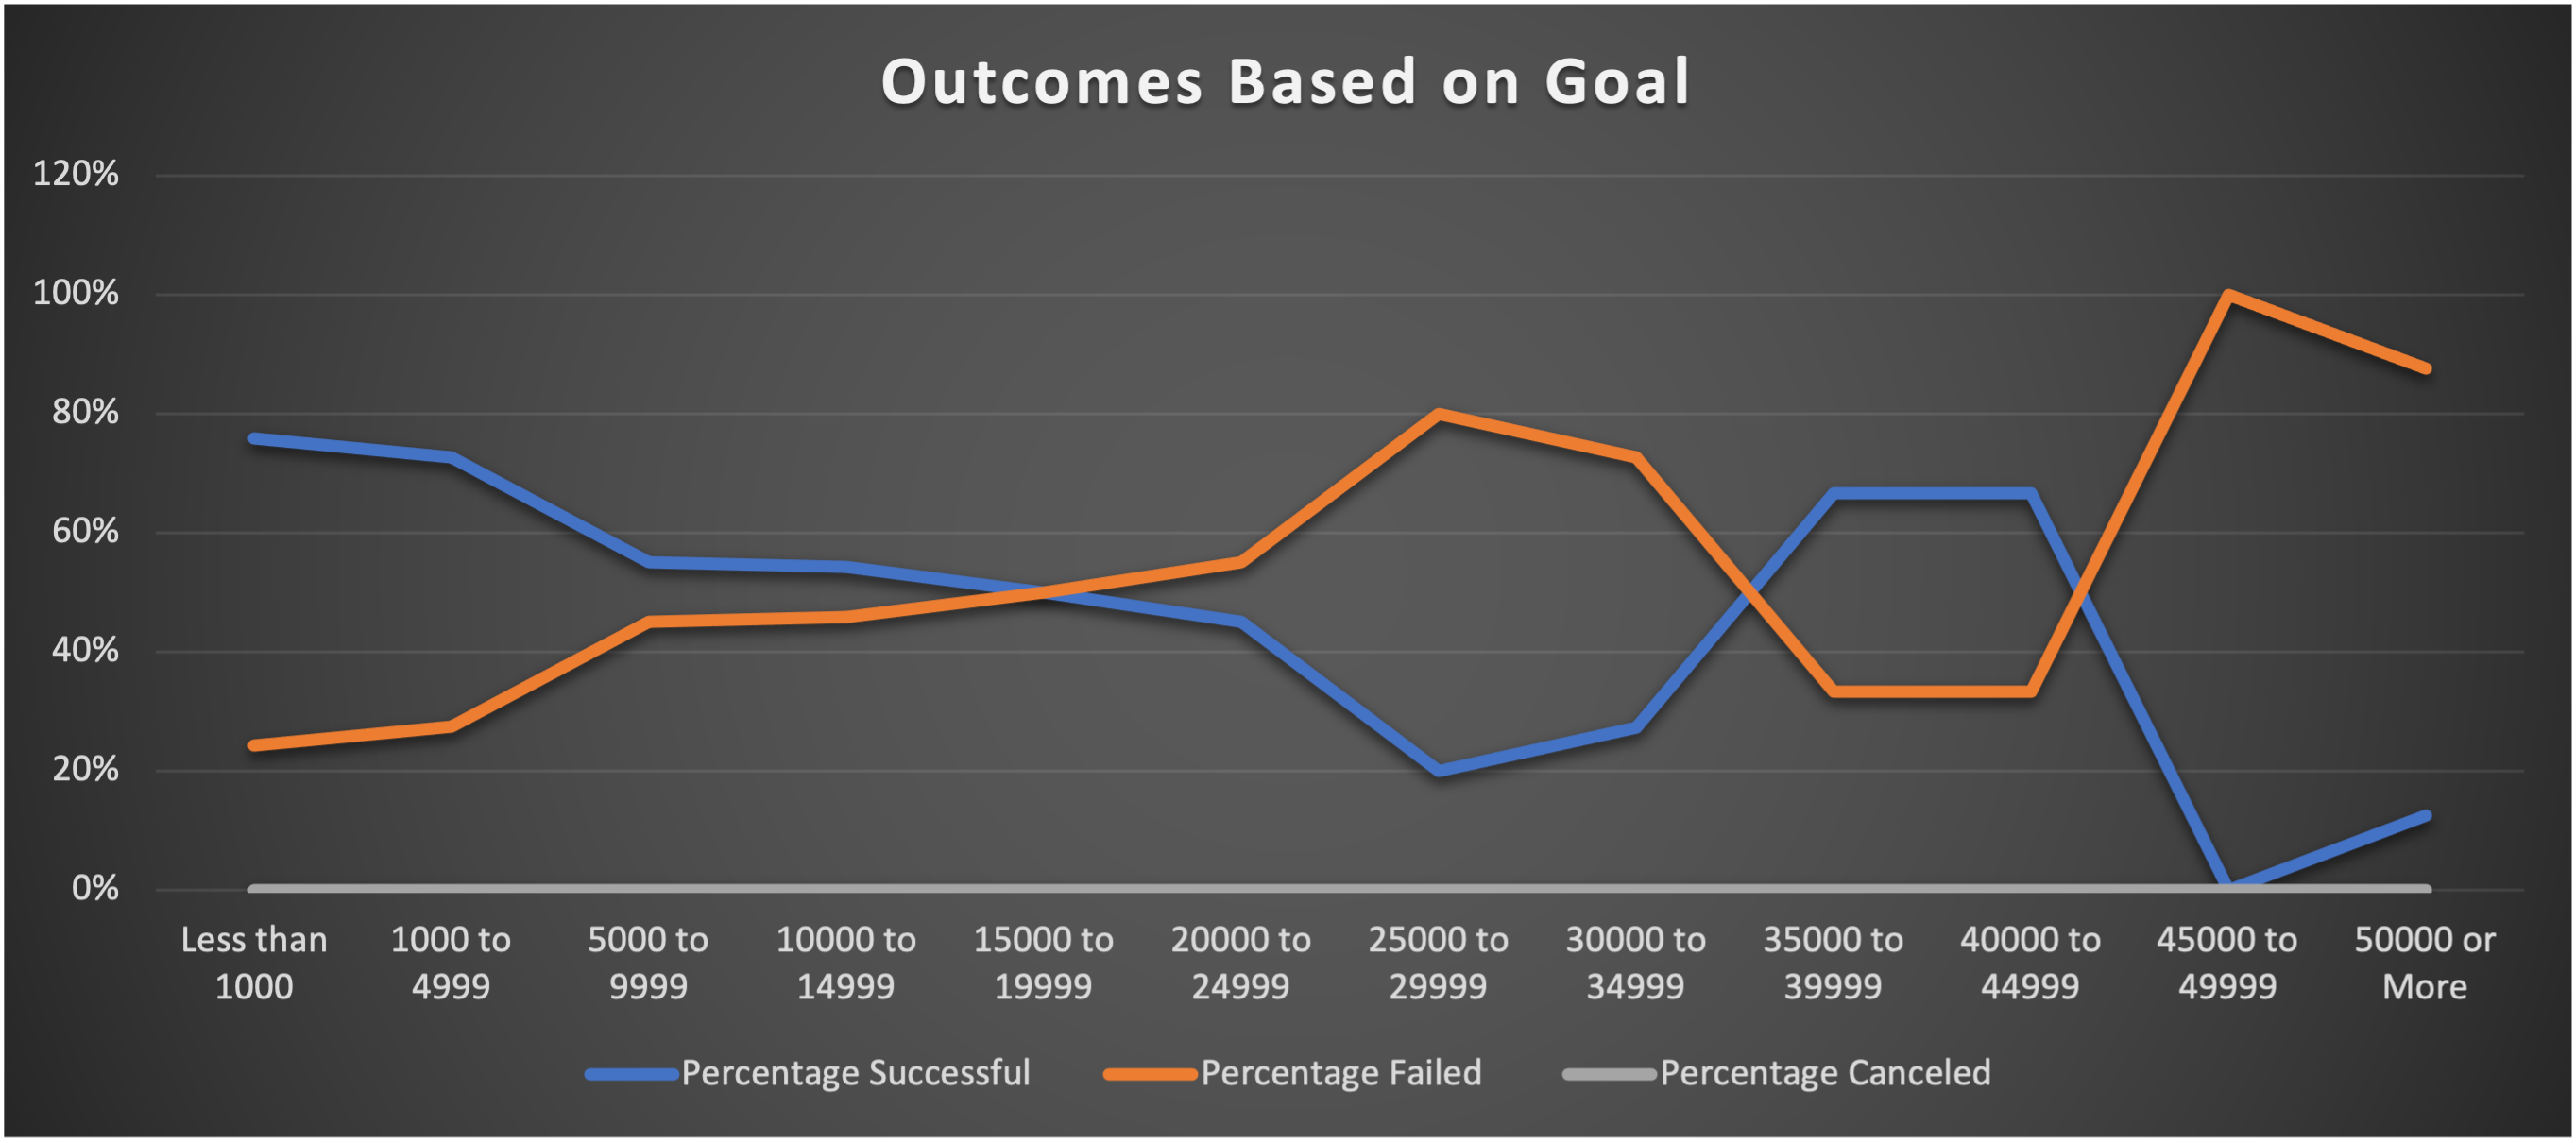 Outcomes Based on Goal
120%
100%
80%
60%
40%
20%
0%
Less than
1000
1000 to
4999
5000 to
9999
10000 to
14999
15000 to
19999
20000 to
24999
25000 to
29999
30000 to
34999
35000 to
39999
40000 to
44999
45000 to
49999
50000 or
More
Percentage Successful
Percentage Failed
Percentage Canceled